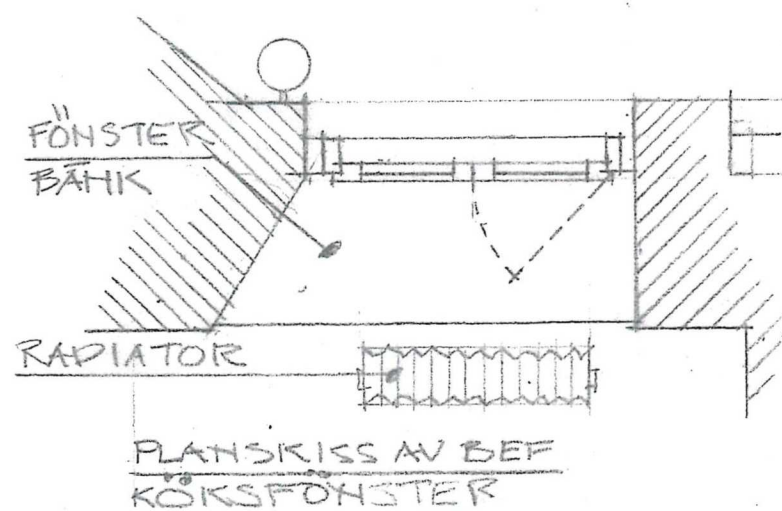 FÖNSTER
BÄNK
RADIATOR
PLANSKISS AV BEF
KÖKSFÖNSTER